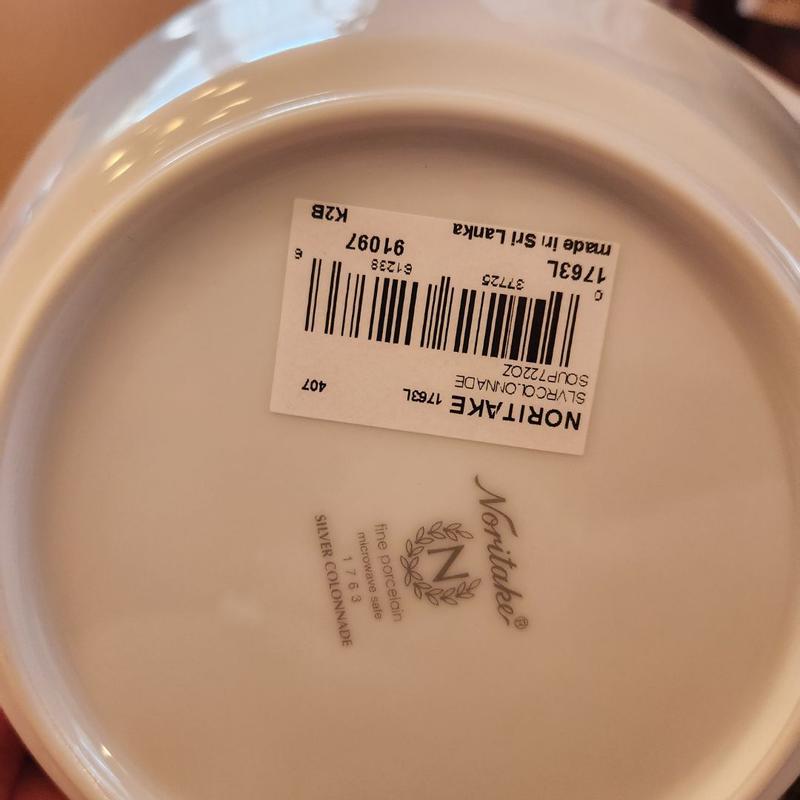 NORITAKE 1763L 407
SLVRCOLONNADE
SOUP722OZ
0 37725 61238 6
1763L 91097
made in Sri Lanka K2B
Noritake®
N
fine porcelain
microwave safe
1763
SILVER COLONNADE